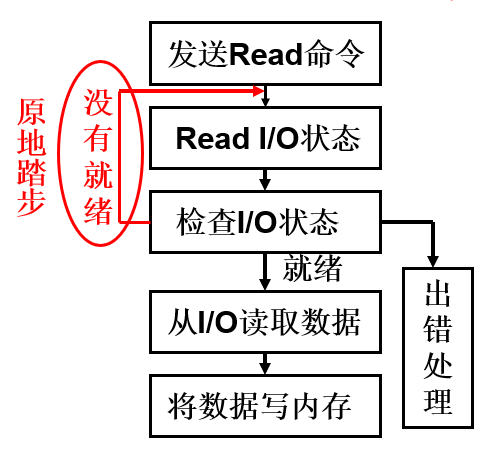 发送Read命令
原地踏步
没有就绪
Read I/O状态
检查I/O状态
就绪
从I/O读取数据
出错处理
将数据写内存